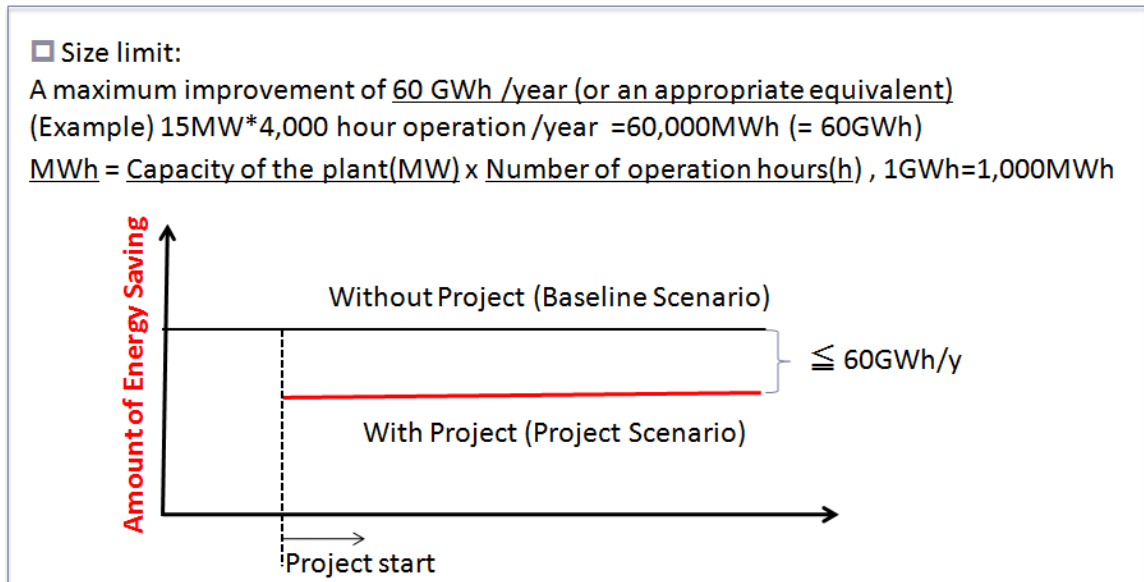 □ Size limit:
A maximum improvement of 60 GWh /year (or an appropriate equivalent)
(Example) 15MW*4,000 hour operation /year =60,000MWh (= 60GWh)
MWh = Capacity of the plant(MW) x Number of operation hours(h) , 1GWh=1,000MWh
Amount of Energy Saving
Without Project (Baseline Scenario)
≦ 60GWh/y
With Project (Project Scenario)
Project start